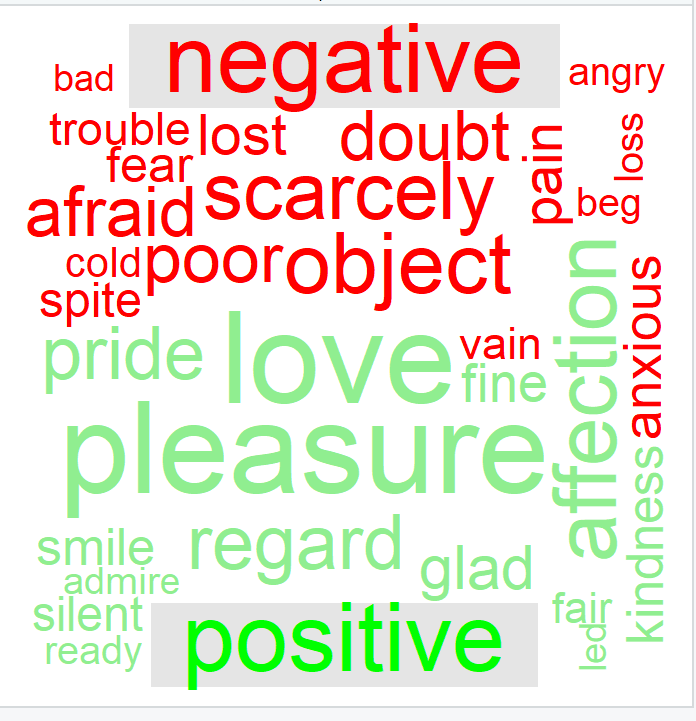 negative
bad
angry
trouble
lost
doubt
pain
loss
fear
scarcely
beg
afraid
cold
poor
object
spite
affection
anxious
pride
love
vain
fine
pleasure
kindness
smile
regard
glad
admire
silent
positive
fair
ready
led